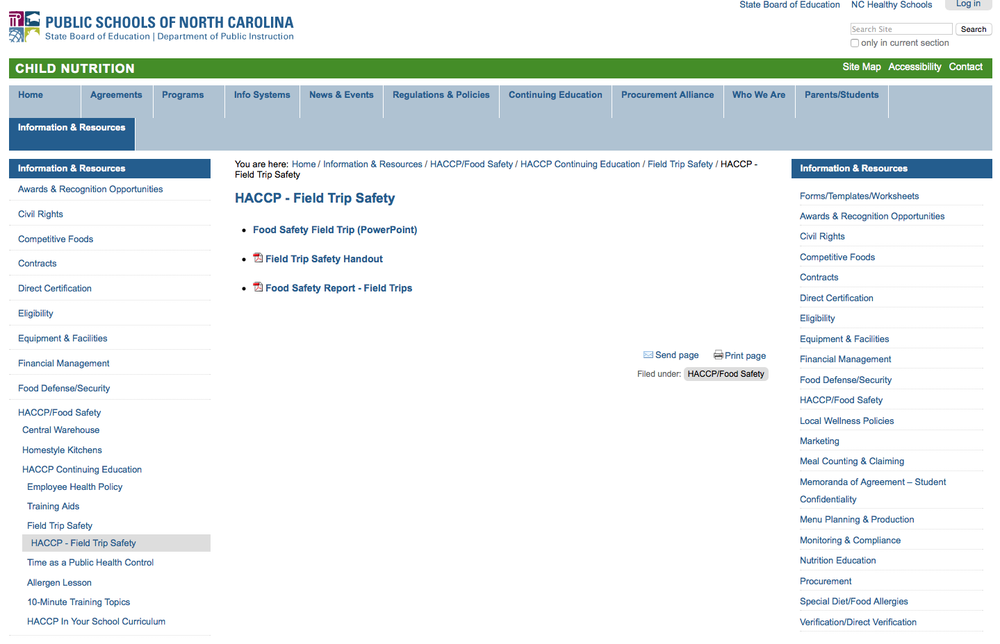 State Board of Education NC Healthy Schools Log in
PUBLIC SCHOOLS OF NORTH CAROLINA
State Board of Education | Department of Public Instruction
Search Site Search
only in current section
CHILD NUTRITION
Site Map Accessibility Contact
Home Agreements Programs Info Systems News & Events Regulations & Policies Continuing Education Procurement Alliance Who We Are Parents/Students
Information & Resources
Information & Resources
Awards & Recognition Opportunities
Civil Rights
Competitive Foods
Contracts
Direct Certification
Eligibility
Equipment & Facilities
Financial Management
Food Defense/Security
HACCP/Food Safety
Central Warehouse
Homestyle Kitchens
HACCP Continuing Education
Employee Health Policy
Training Aids
Field Trip Safety
HACCP - Field Trip Safety
Time as a Public Health Control
Allergen Lesson
10-Minute Training Topics
HACCP In Your School Curriculum
You are here: Home / Information & Resources / HACCP/Food Safety / HACCP Continuing Education / Field Trip Safety / HACCP -
Field Trip Safety
HACCP - Field Trip Safety
Food Safety Field Trip (PowerPoint)
Field Trip Safety Handout
Food Safety Report - Field Trips
Send page Print page
Filed under: HACCP/Food Safety
Information & Resources
Forms/Templates/Worksheets
Awards & Recognition Opportunities
Civil Rights
Competitive Foods
Contracts
Direct Certification
Eligibility
Equipment & Facilities
Financial Management
Food Defense/Security
HACCP/Food Safety
Local Wellness Policies
Marketing
Meal Counting & Claiming
Memoranda of Agreement – Student
Confidentiality
Menu Planning & Production
Monitoring & Compliance
Nutrition Education
Procurement
Special Diet/Food Allergies
Verification/Direct Verification